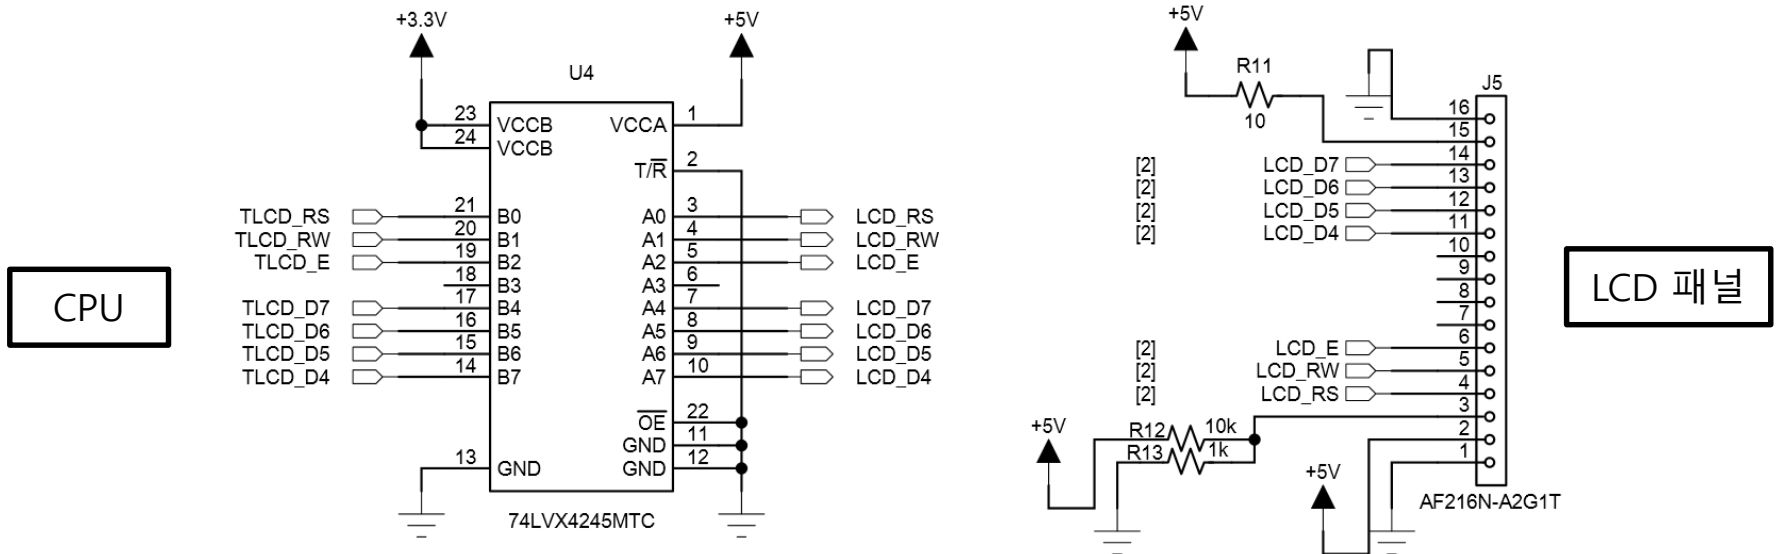 CPU
+3.3V
+5V
U4
23 VCCB VCCA 1
24 VCCB
T/R 2
TLCD_RS 21 B0 A0 3 LCD_RS
TLCD_RW 20 B1 A1 4 LCD_RW
TLCD_E 19 B2 A2 5 LCD_E
18 B3 A3 6
TLCD_D7 17 B4 A4 7 LCD_D7
TLCD_D6 16 B5 A5 8 LCD_D6
TLCD_D5 15 B6 A6 9 LCD_D5
TLCD_D4 14 B7 A7 10 LCD_D4
OE 22
GND 11
13 GND GND 12
74LVX4245MTC
+5V
R11
10
J5
16
15
[2] LCD_D7 14
[2] LCD_D6 13
[2] LCD_D5 12
[2] LCD_D4 11
10
9
8
7
[2] LCD_E 6
[2] LCD_RW 5
[2] LCD_RS 4
3
+5V
R12 10k 2
R13 1k 1
+5V
AF216N-A2G1T
LCD 패널